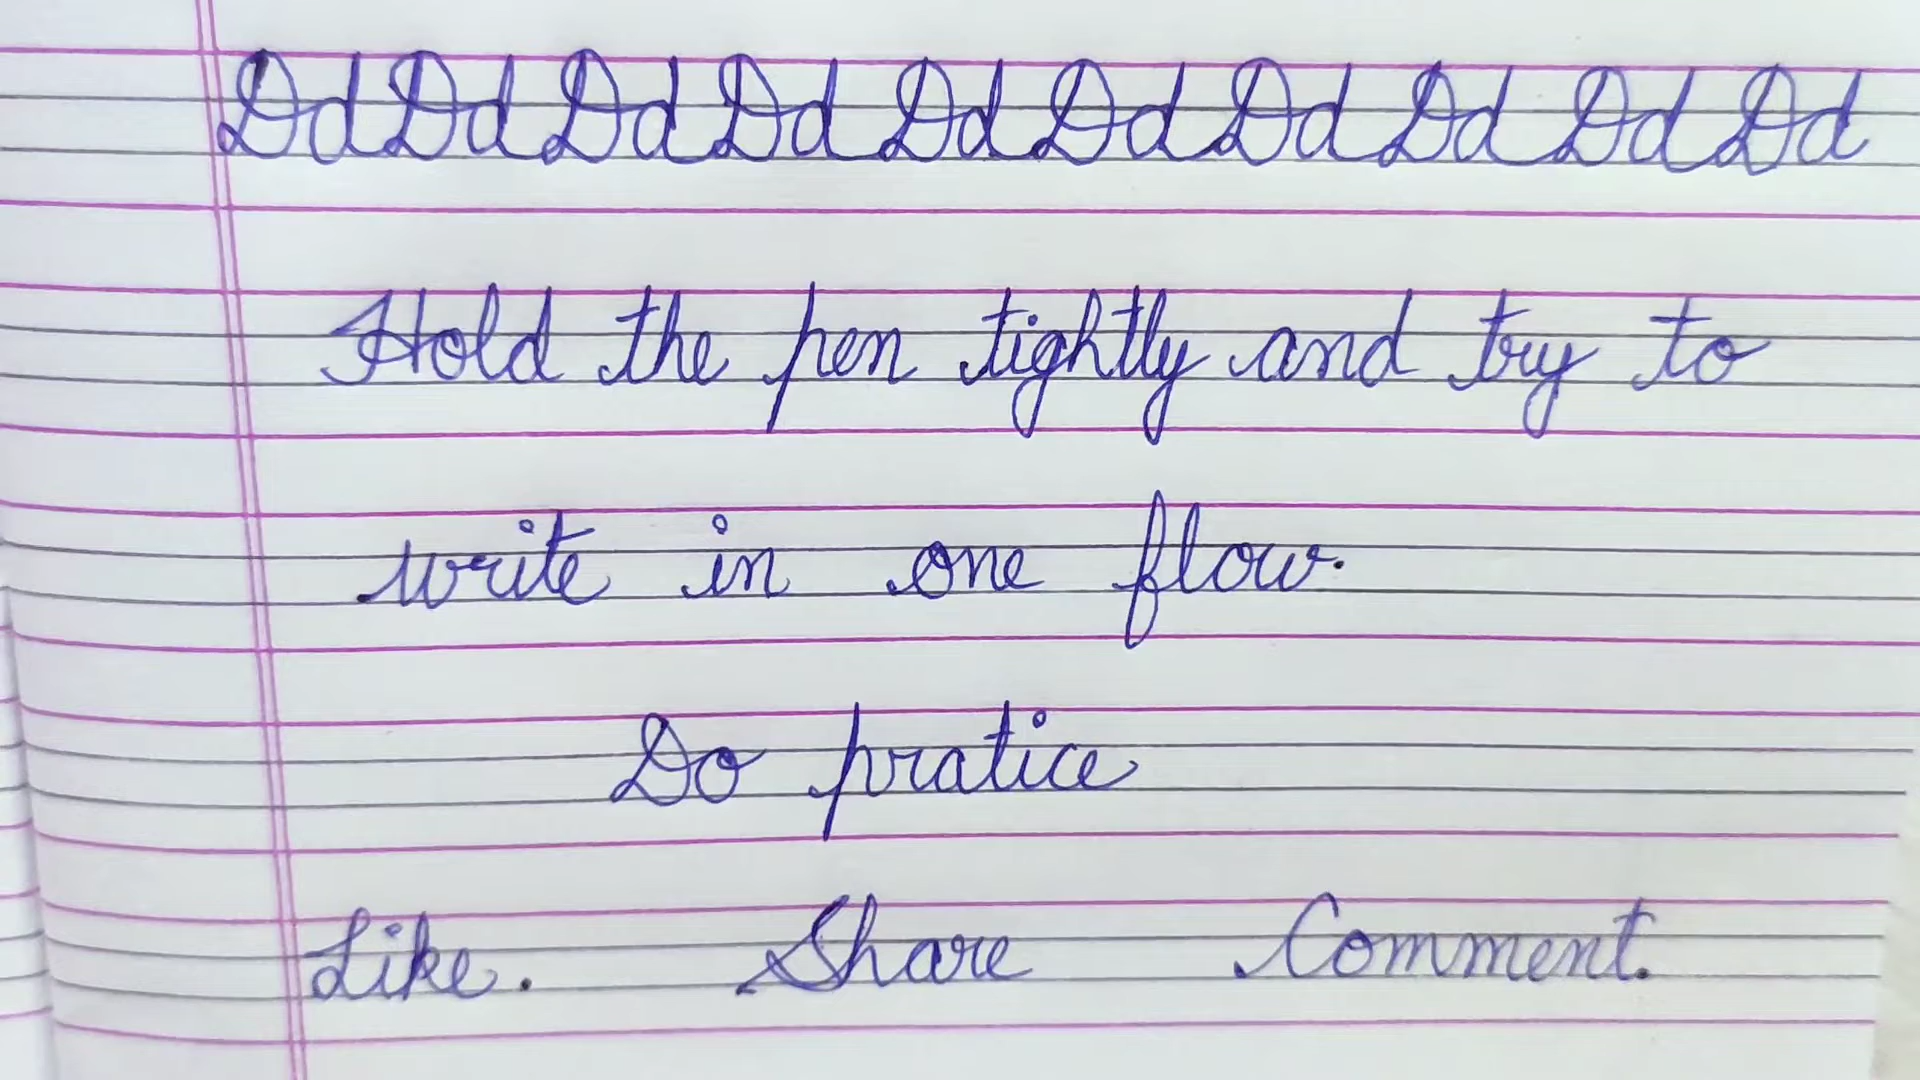 Dd Dd Dd Dd Dd Dd Dd Dd Dd Dd
Hold the pen tightly and try to
write in one flow.
Do pratice
Like. Share Comment.